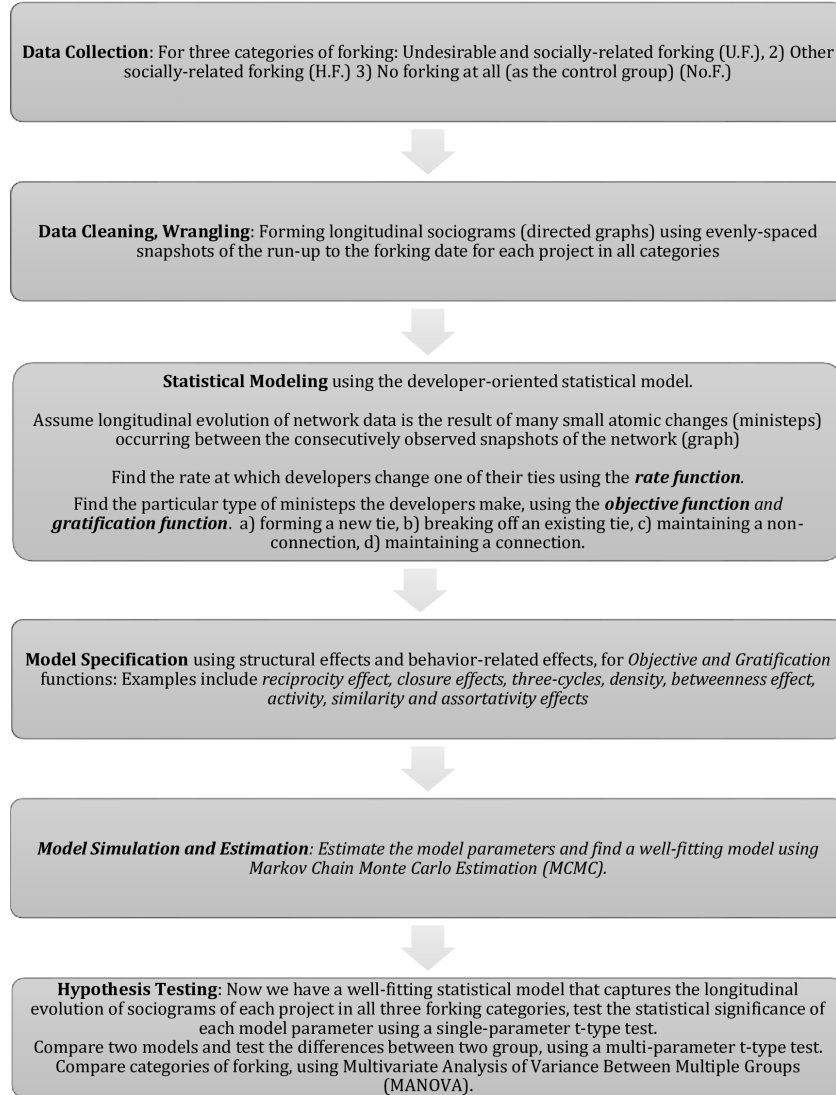 Data Collection: For three categories of forking: Undesirable and socially-related forking (U.F.), 2) Other
socially-related forking (H.F.) 3) No forking at all (as the control group) (No.F.)
Data Cleaning, Wrangling: Forming longitudinal sociograms (directed graphs) using evenly-spaced
snapshots of the run-up to the forking date for each project in all categories
Statistical Modeling using the developer-oriented statistical model.
Assume longitudinal evolution of network data is the result of many small atomic changes (ministeps)
occurring between the consecutively observed snapshots of the network (graph)
Find the rate at which developers change one of their ties using the rate function.
Find the particular type of ministeps the developers make, using the objective function and
gratification function. a) forming a new tie, b) breaking off an existing tie, c) maintaining a non-
connection, d) maintaining a connection.
Model Specification using structural effects and behavior-related effects, for Objective and Gratification
functions: Examples include reciprocity effect, closure effects, three-cycles, density, betweenness effect,
activity, similarity and assortativity effects
Model Simulation and Estimation: Estimate the model parameters and find a well-fitting model using
Markov Chain Monte Carlo Estimation (MCMC).
Hypothesis Testing: Now we have a well-fitting statistical model that captures the longitudinal
evolution of sociograms of each project in all three forking categories, test the statistical significance of
each model parameter using a single-parameter t-type test.
Compare two models and test the differences between two group, using a multi-parameter t-type test.
Compare categories of forking, using Multivariate Analysis of Variance Between Multiple Groups
(MANOVA).